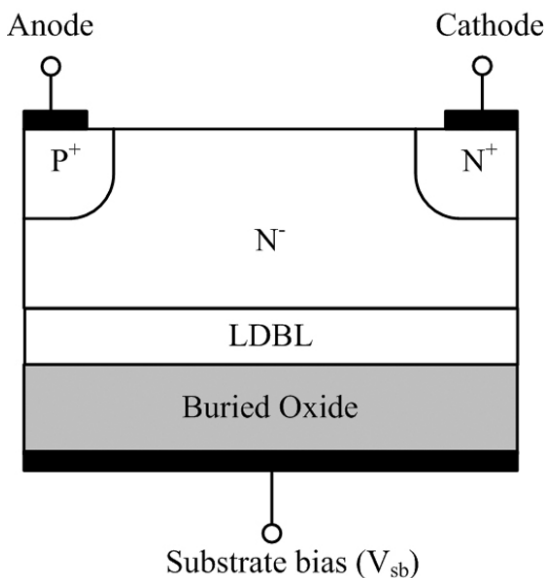 Anode Cathode
P⁺ N⁺
N⁻
LDBL
Buried Oxide
Substrate bias (Vsb)